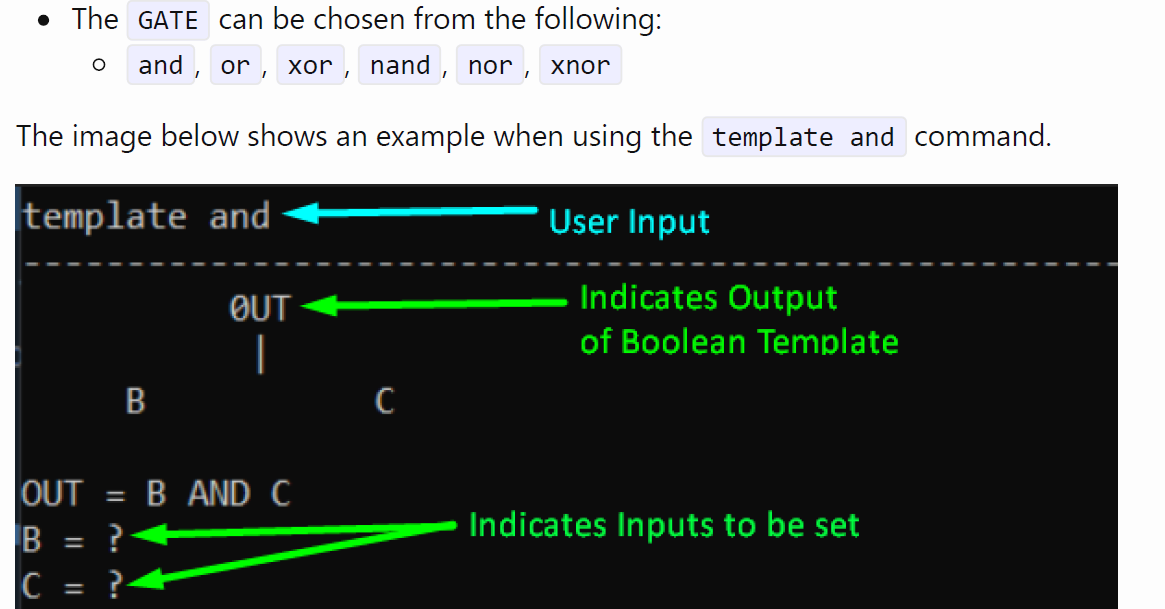 The GATE can be chosen from the following:
and, or, xor, nand, nor, xnor
The image below shows an example when using the template and command.
template and
User Input
--------------------------------------------------------
0UT
Indicates Output
of Boolean Template
|
B C
OUT = B AND C
B = ?
Indicates Inputs to be set
C = ?